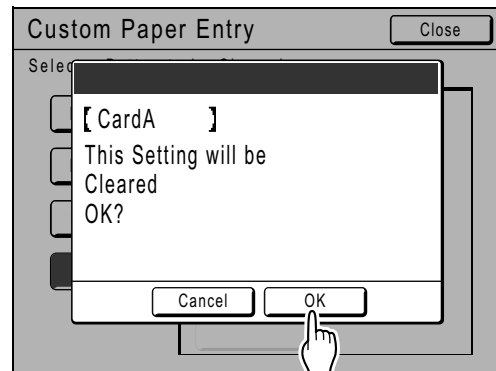 Custom Paper Entry
Close
Selec
[CardA ]
This Setting will be
Cleared
OK?
Cancel
OK